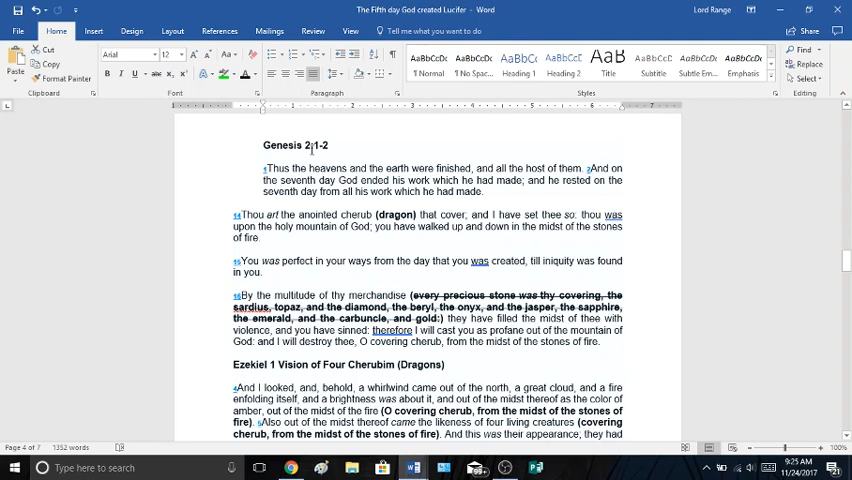 The Fifth day God created Lucifer - Word
Lord Range
File Home Insert Draw Design Layout References Mailings Review View Tell me what you want to do Share
Paste Cut
Copy
Format Painter
Clipboard
Arial 12
Font
Paragraph
AaBbCcDc AaBbCcDc AaBbCc AaBbCcC AaB AaBbCcD AaBbCcDc AaBbCcDc
¶ Normal ¶ No Spac... Heading 1 Heading 2 Title Subtitle Subtle Em... Emphasis
Styles
Find
Replace
Select
Editing
Genesis 2:1-2
1Thus the heavens and the earth were finished, and all the host of them. 2And on
the seventh day God ended his work which he had made; and he rested on the
seventh day from all his work which he had made.
14Thou art the anointed cherub (dragon) that cover; and I have set thee so: thou was
upon the holy mountain of God; you have walked up and down in the midst of the stones
of fire.
15You was perfect in your ways from the day that you was created, till iniquity was found
in you.
16By the multitude of thy merchandise (every precious stone was thy covering, the
sardius, topaz, and the diamond, the beryl, the onyx, and the jasper, the sapphire,
the emerald, and the carbuncle, and gold:) they have filled the midst of thee with
violence, and you have sinned: therefore I will cast you as profane out of the mountain of
God: and I will destroy thee, O covering cherub, from the midst of the stones of fire.
Ezekiel 1 Vision of Four Cherubim (Dragons)
4And I looked, and, behold, a whirlwind came out of the north, a great cloud, and a fire
enfolding itself, and a brightness was about it, and out of the midst thereof as the color of
amber, out of the midst of the fire (O covering cherub, from the midst of the stones of
fire). 5Also out of the midst thereof came the likeness of four living creatures (covering
cherub, from the midst of the stones of fire). And this was their appearance; they had
Page 4 of 7 1352 words 100%
Type here to search
99+
9:25 AM
11/24/2017
21